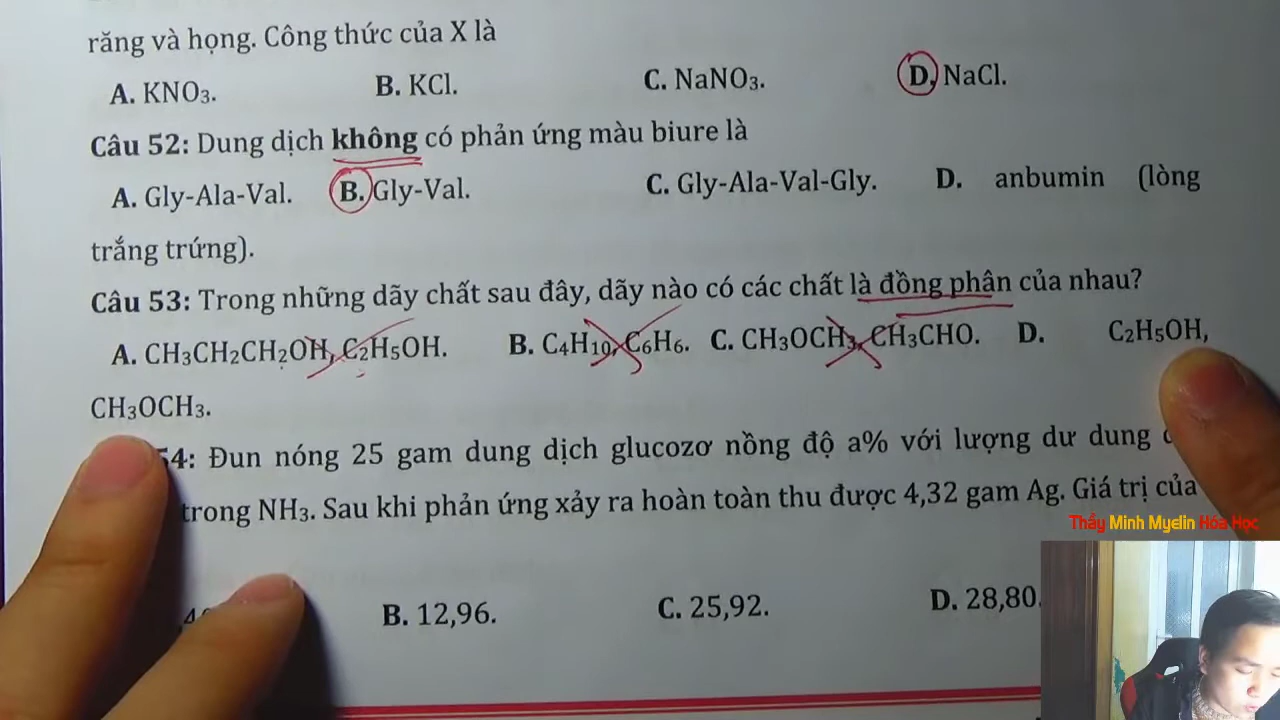 răng và họng. Công thức của X là
A. KNO₃. B. KCl. C. NaNO₃. D. NaCl.
Câu 52: Dung dịch không có phản ứng màu biure là
A. Gly-Ala-Val. B. Gly-Val. C. Gly-Ala-Val-Gly. D. anbumin (lòng
trắng trứng).
Câu 53: Trong những dãy chất sau đây, dãy nào có các chất là đồng phân của nhau?
A. CH₃CH₂CH₂OH, C₂H₅OH. B. C₄H₁₀, C₆H₆. C. CH₃OCH₃, CH₃CHO. D. C₂H₅OH,
CH₃OCH₃.
54: Đun nóng 25 gam dung dịch glucozơ nồng độ a% với lượng dư dung
trong NH₃. Sau khi phản ứng xảy ra hoàn toàn thu được 4,32 gam Ag. Giá trị của
Thầy Minh Myelin Hóa Học
B. 12,96. C. 25,92. D. 28,80.